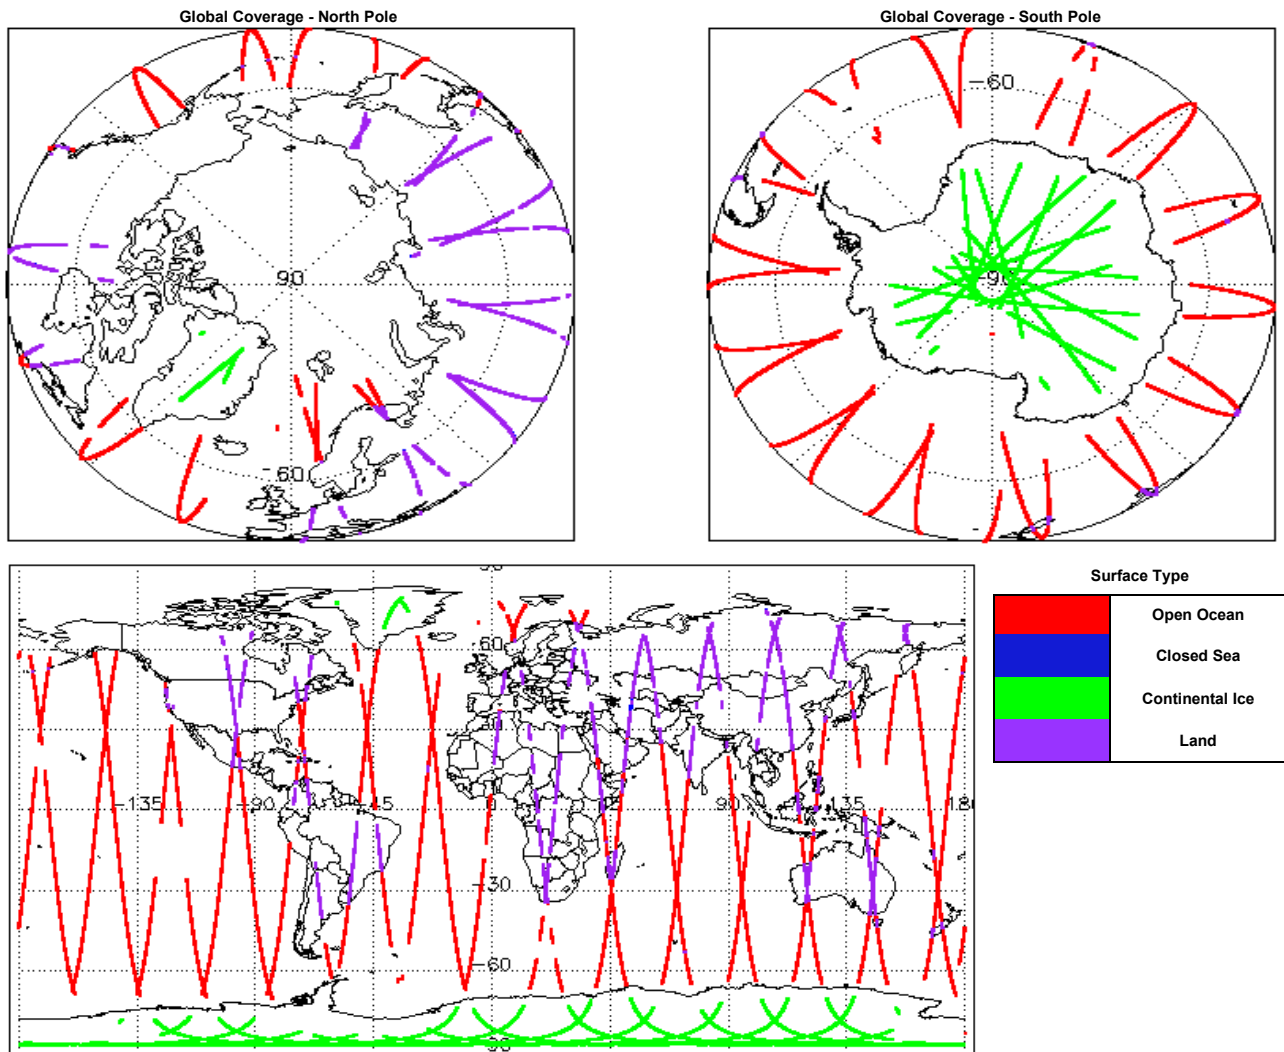 Global Coverage - North Pole
Global Coverage - South Pole
90
60
-60
-90
60
-135
-90
-45
0
90
135
180
-30
-60
Surface Type
Open Ocean
Closed Sea
Continental Ice
Land